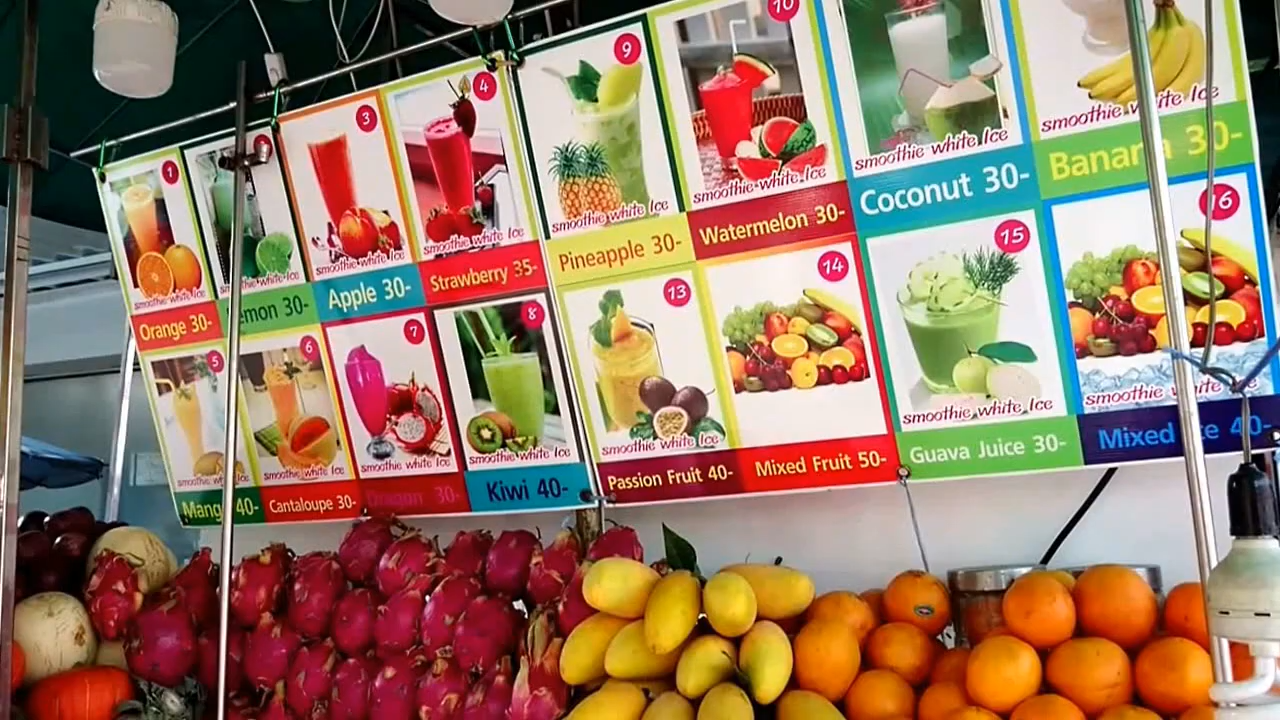 1
smoothie white Ice
Orange 30-
smoothie white Ice
emon 30-
3
smoothie white Ice
Apple 30-
4
smoothie white Ice
Strawberry 35-
5
Mang 40-
6
smoothie white Ice
Cantaloupe 30-
7
smoothie white Ice
Dragon 30-
8
smoothie white Ice
Kiwi 40-
9
smoothie white Ice
Pineapple 30-
10
smoothie white Ice
Watermelon 30-
smoothie white Ice
Coconut 30-
smoothie white Ice
Banana 30-
13
smoothie white Ice
Passion Fruit 40-
14
Mixed Fruit 50-
15
smoothie white Ice
Guava Juice 30-
16
smoothie white
Mixed 40-